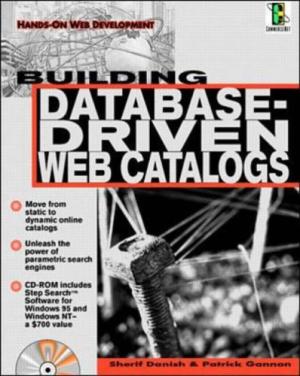 HANDS-ON WEB DEVELOPMENT
COMMERCENET
BUILDING
DATABASE-
DRIVEN
WEB CATALOGS
Move from
static to
dynamic online
catalogs
Unleash the
power of
parametric search
engines
CD-ROM includes
Step Search™
Software for
Windows 95 and
Windows NT–
a $700 value
Sherif Danish & Patrick Gannon